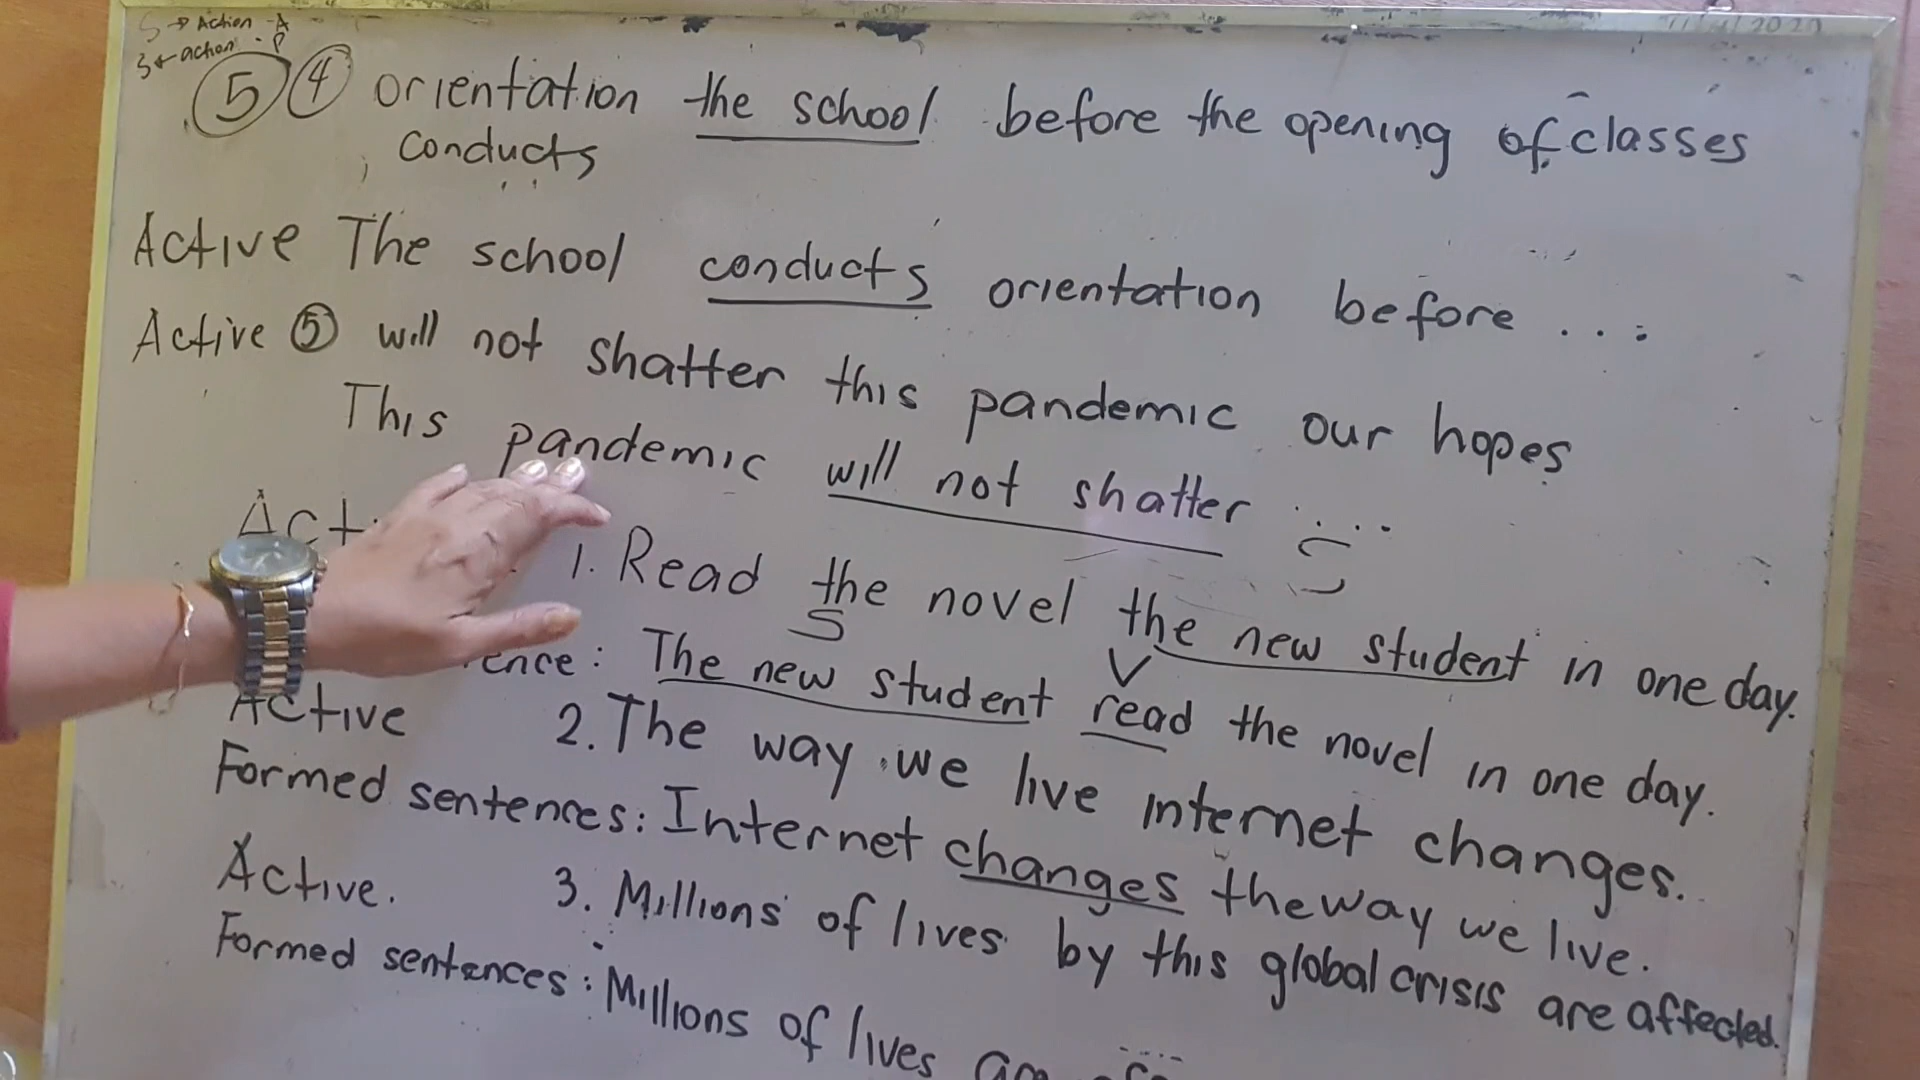 S → Action - A
S ← action - P
5 4 orientation the school before the opening of classes
conducts
Active The school conducts orientation before ...
Active 5 will not shatter this pandemic our hopes
This pandemic will not shatter ....
1. Read the novel the new student in one day.
S V
The new student read the novel in one day.
Active 2. The way we live internet changes.
Formed sentences: Internet changes the way we live.
Active. 3. Millions of lives by this global crisis are affected.
Formed sentences: Millions of lives are